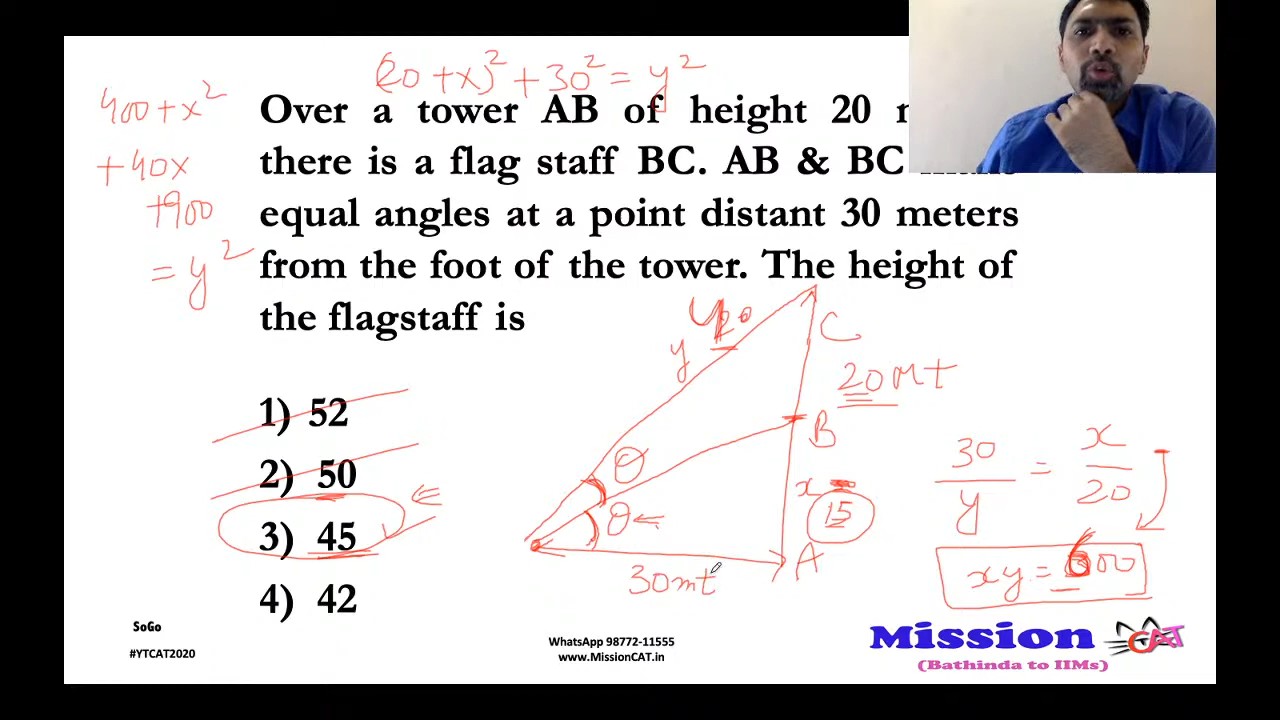 (20 + x)² + 30² = y²
400 + x²
+ 40x
+900
= y²
Over a tower AB of height 20
there is a flag staff BC. AB & BC
equal angles at a point distant 30 meters
from the foot of the tower. The height of
the flagstaff is
1) 52
2) 50
3) 45
4) 42
y
C
20 Mt
B
θ
θ
x
15
A
30mt
30/y = x/20
xy = 600
SoGo
#YTCAT2020
WhatsApp 98772-11555
www.MissionCAT.in
Mission CAT
(Bathinda to IIMs)